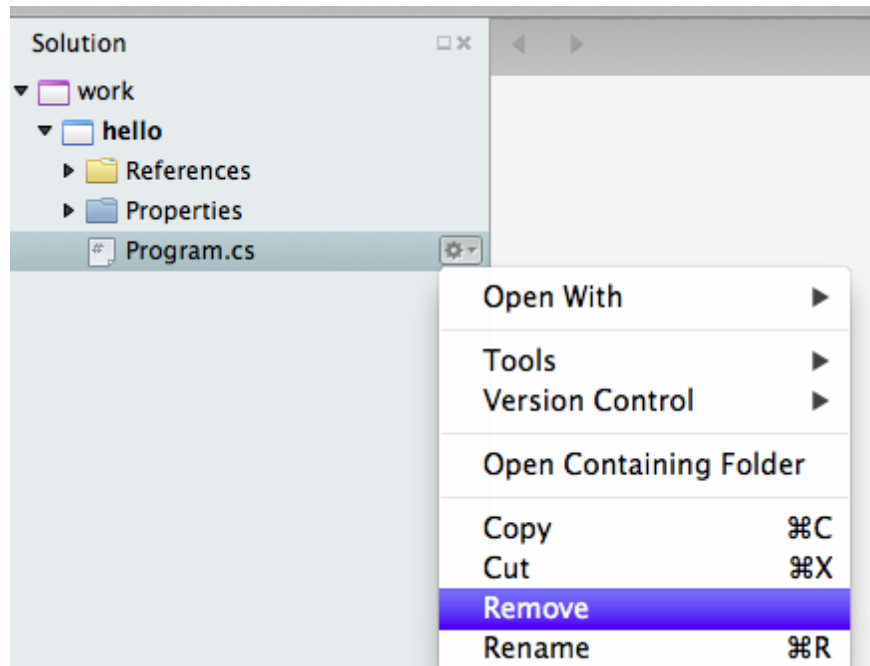 Solution
work
hello
References
Properties
Program.cs
Open With
Tools
Version Control
Open Containing Folder
Copy ⌘C
Cut ⌘X
Remove
Rename ⌘R